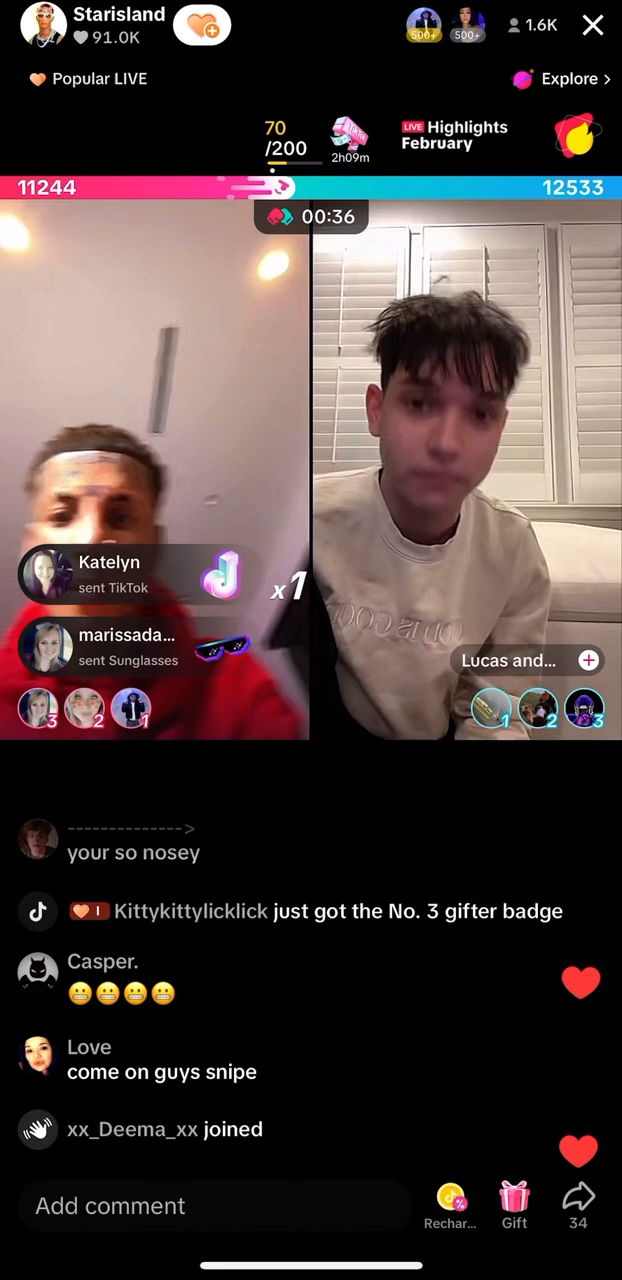 Starisland
91.0K
500+
500+
1.6K
Popular LIVE
Explore >
70
/200
2h09m
LIVE Highlights
February
11244
12533
00:36
Katelyn
sent TikTok
x1
marissada...
sent Sunglasses
Lucas and...
3
2
1
1
2
3
-------------->
your so nosey
I Kittykittylicklick just got the No. 3 gifter badge
Casper.
😬😬😬😬
Love
come on guys snipe
xx_Deema_xx joined
Add comment
Rechar...
Gift
34